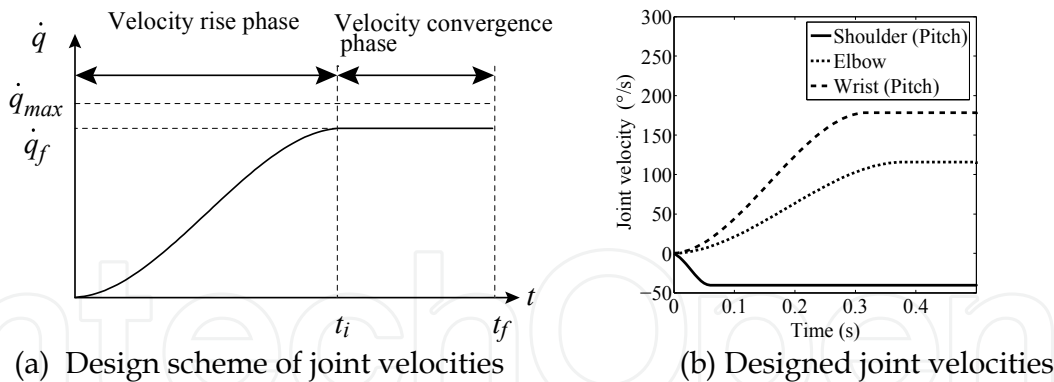 Velocity rise phase
Velocity convergence
phase
q̇
q̇max
q̇f
t
ti
tf
(a) Design scheme of joint velocities
300
250
200
150
100
50
0
−50
0
0.1
0.2
0.3
0.4
Joint velocity (°/s)
Time (s)
Shoulder (Pitch)
Elbow
Wrist (Pitch)
(b) Designed joint velocities
ntechOpen